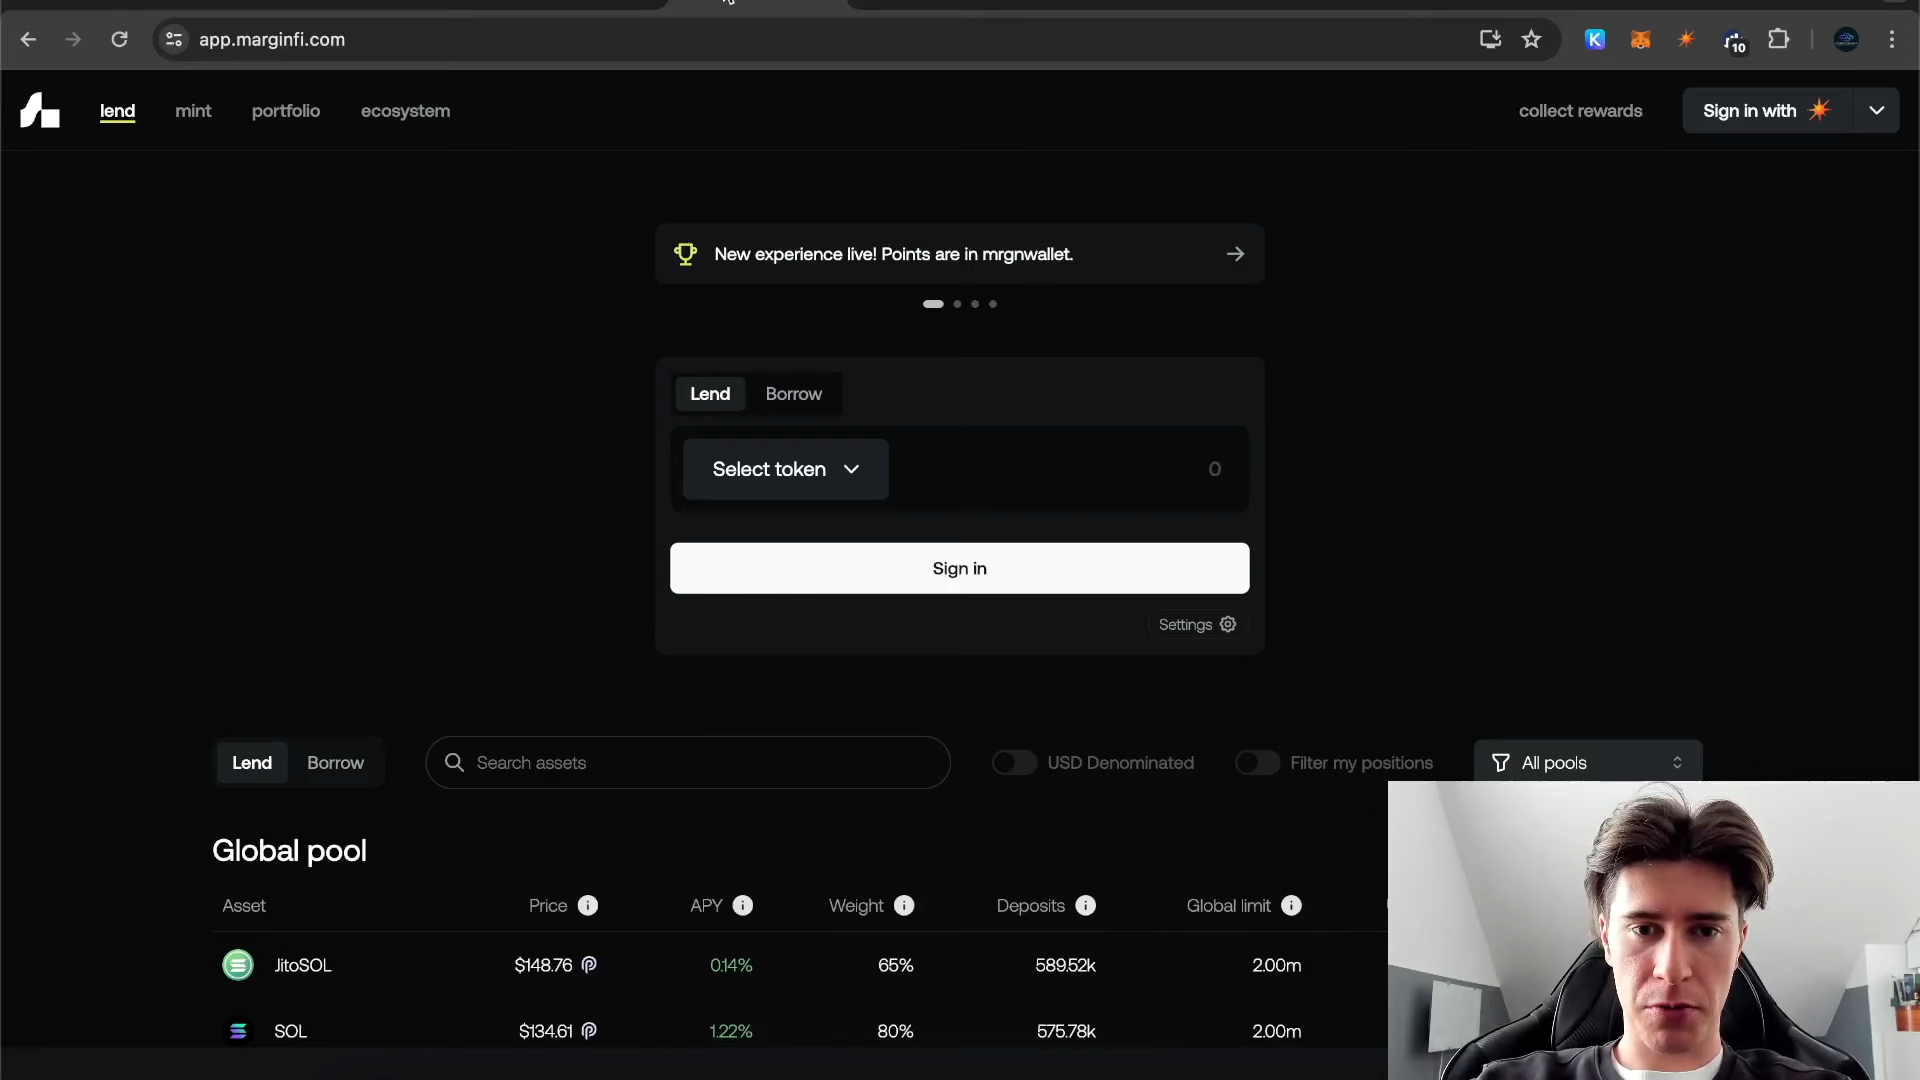 app.marginfi.com
K
10
lend
mint
portfolio
ecosystem
collect rewards
Sign in with
New experience live! Points are in mrgnwallet.
Lend
Borrow
Select token
0
Sign in
Settings
Lend
Borrow
Search assets
USD Denominated
Filter my positions
All pools
Global pool
Asset
Price
APY
Weight
Deposits
Global limit
JitoSOL
$148.76
0.14%
65%
589.52k
2.00m
SOL
$134.61
1.22%
80%
575.78k
2.00m